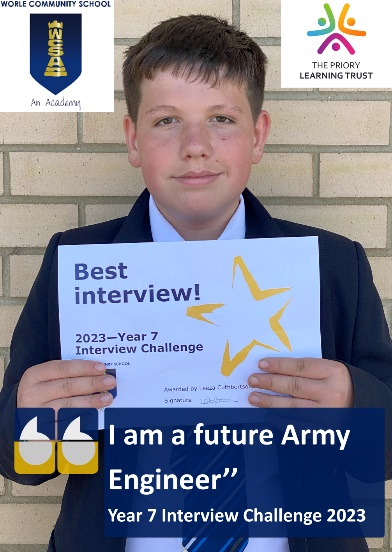 WORLE COMMUNITY SCHOOL
WCSA
An Academy
THE PRIORY
LEARNING TRUST
Best
interview!
2023—Year 7
Interview Challenge
SCHOOL
Awarded by
Signature
I am a future Army
Engineer”
Year 7 Interview Challenge 2023